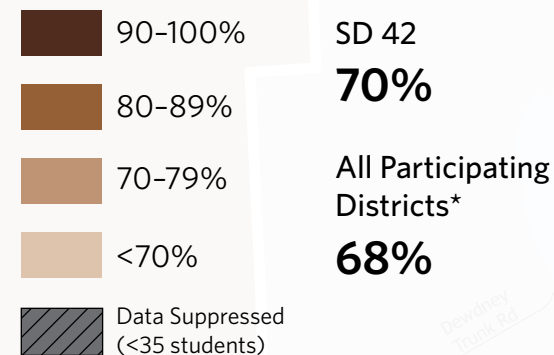 90–100%
80–89%
70–79%
<70%
Data Suppressed
(<35 students)
SD 42
70%
All Participating
Districts*
68%
Dewdney
Trunk Rd